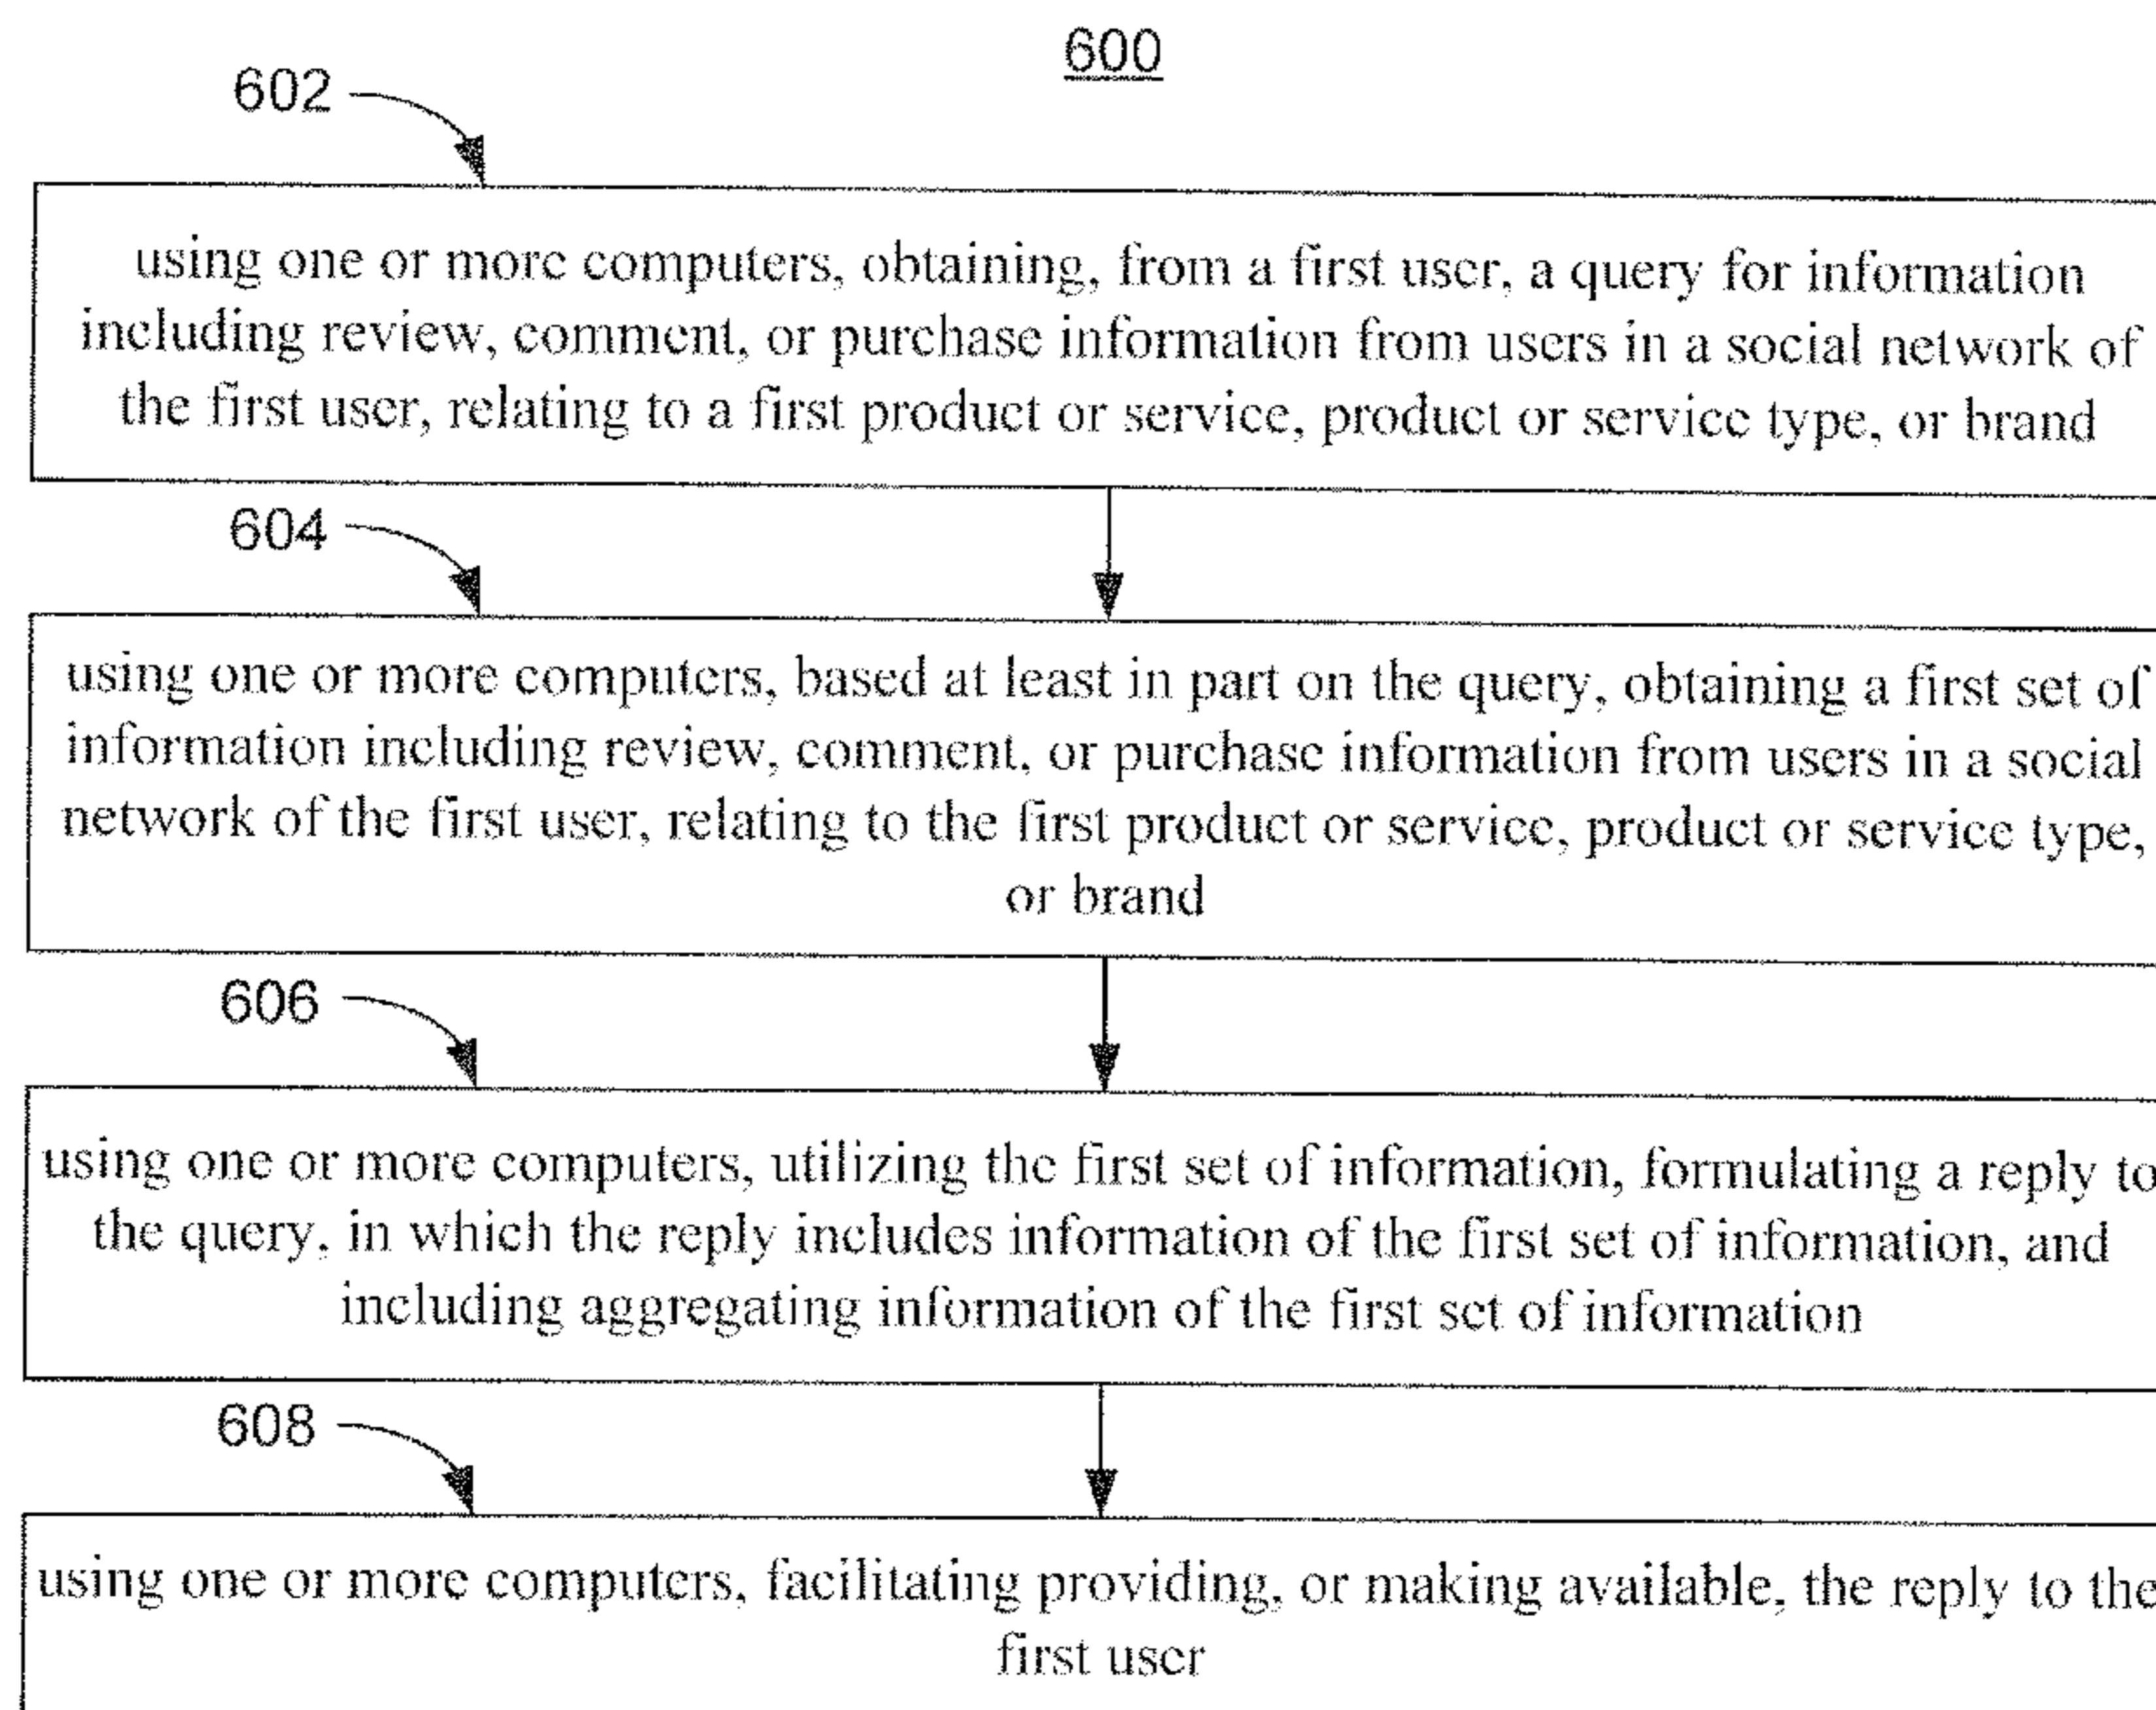 600
602
using one or more computers, obtaining, from a first user, a query for information
including review, comment, or purchase information from users in a social network of
the first user, relating to a first product or service, product or service type, or brand
604
using one or more computers, based at least in part on the query, obtaining a first set of
information including review, comment, or purchase information from users in a social
network of the first user, relating to the first product or service, product or service type,
or brand
606
using one or more computers, utilizing the first set of information, formulating a reply to
the query, in which the reply includes information of the first set of information, and
including aggregating information of the first set of information
608
using one or more computers, facilitating providing, or making available, the reply to the
first user